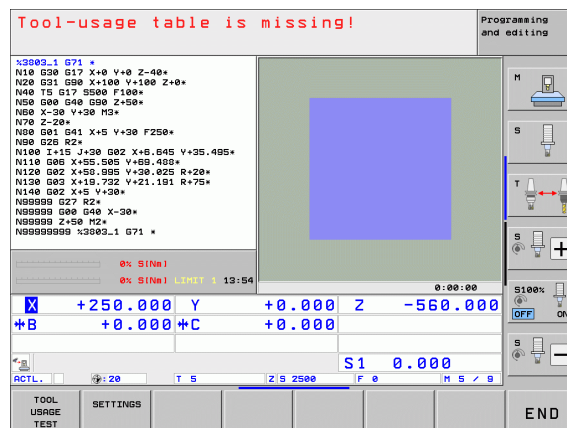 Tool-usage table is missing!
Programming
and editing
%3803_1 G71 *
N10 G30 G17 X+0 Y+0 Z-40*
N20 G31 G90 X+100 Y+100 Z+0*
N40 T5 G17 S500 F100*
N50 G00 G40 G90 Z+50*
N60 X-30 Y+30 M3*
N70 Z-20*
N80 G01 G41 X+5 Y+30 F250*
N90 G26 R2*
N100 I+15 J+30 G02 X+6.645 Y+35.495*
N110 G06 X+55.505 Y+69.488*
N120 G02 X+58.995 Y+30.025 R+20*
N130 G03 X+19.732 Y+21.191 R+75*
N140 G02 X+5 Y+30*
N99999 G27 R2*
N99999 G00 G40 X-30*
N99999 Z+50 M2*
N99999999 %3803_1 G71 *
0% S[Nm]
0% S[Nm] LIMIT 1 13:54
0:00:00
X +250.000 Y +0.000 Z -560.000
B +0.000 C +0.000
S1 0.000
ACTL. : 20 T 5 Z S 2500 F 0 M 5 / 9
M
S
T
S
+
S100%
OFF ON
S
-
TOOL
USAGE
TEST
SETTINGS
END